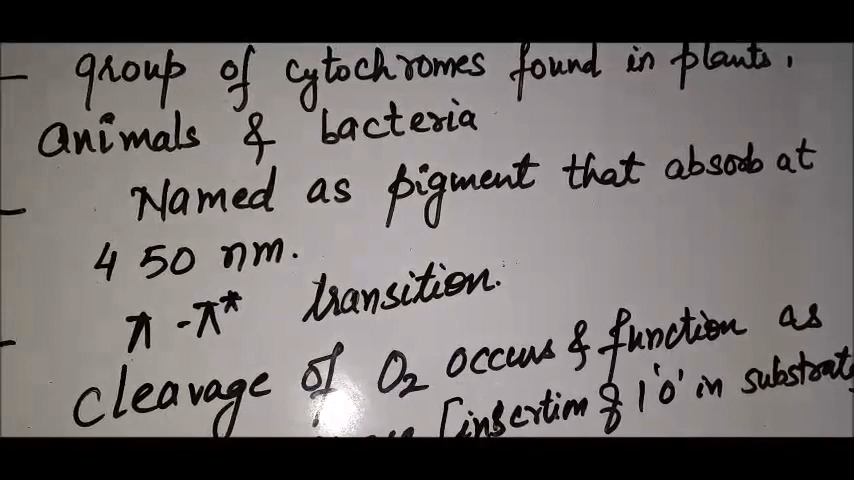 - group of cytochromes found in plants,
animals & bacteria
- Named as pigment that absorb at
450 nm.
π - π* transition.
- cleavage of O₂ occurs & function as
[insertion of 1 'O' in substrate